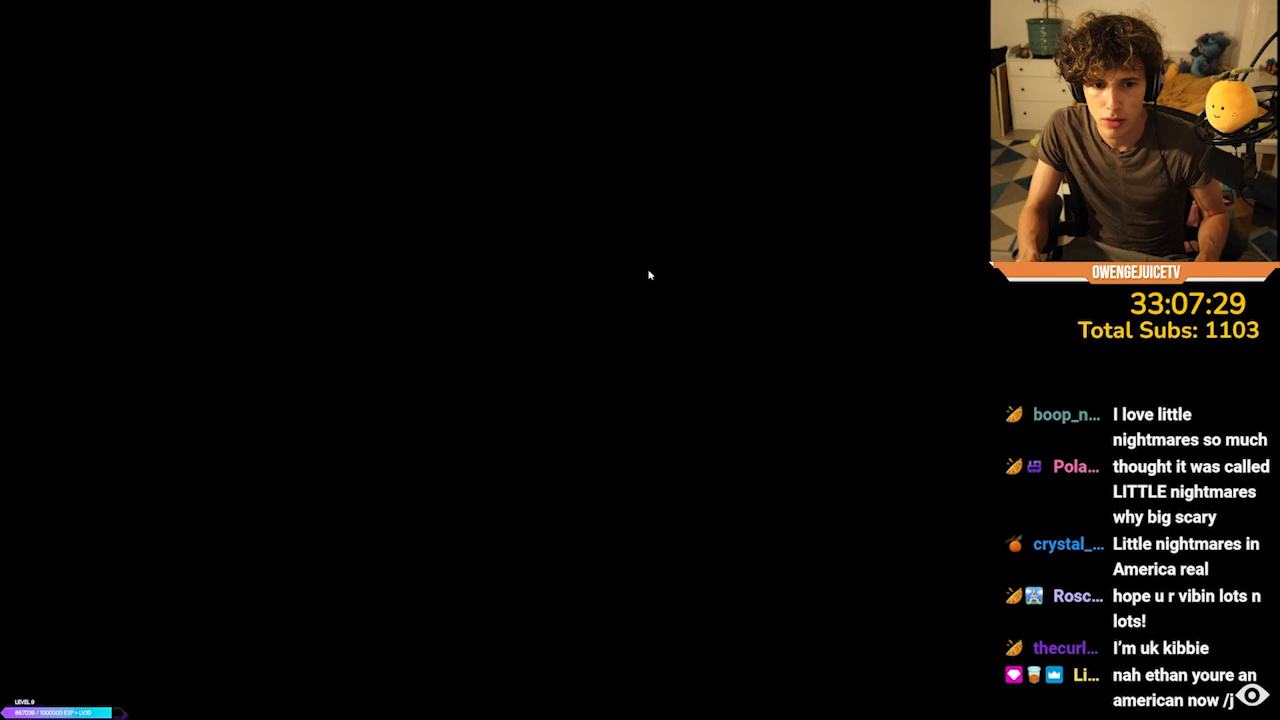 OWENGEJUICETV
33:07:29
Total Subs: 1103
boop_n... I love little
nightmares so much
Pola... thought it was called
LITTLE nightmares
why big scary
crystal_... Little nightmares in
America real
Rosc... hope u r vibin lots n
lots!
thecurl... I'm uk kibbie
Li... nah ethan youre an
american now /j
LEVEL 9